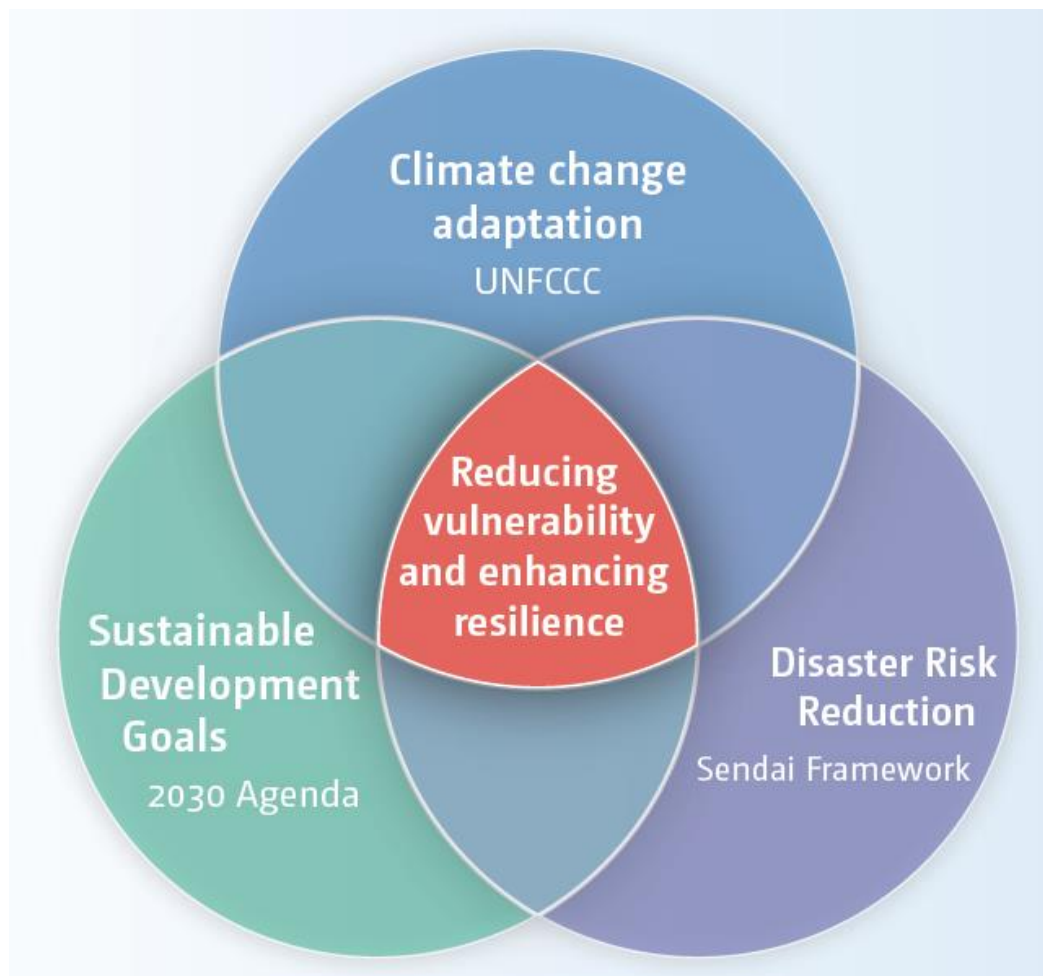 Climate change
adaptation
UNFCCC
Reducing
vulnerability
and enhancing
resilience
Sustainable
Development
Goals
2030 Agenda
Disaster Risk
Reduction
Sendai Framework